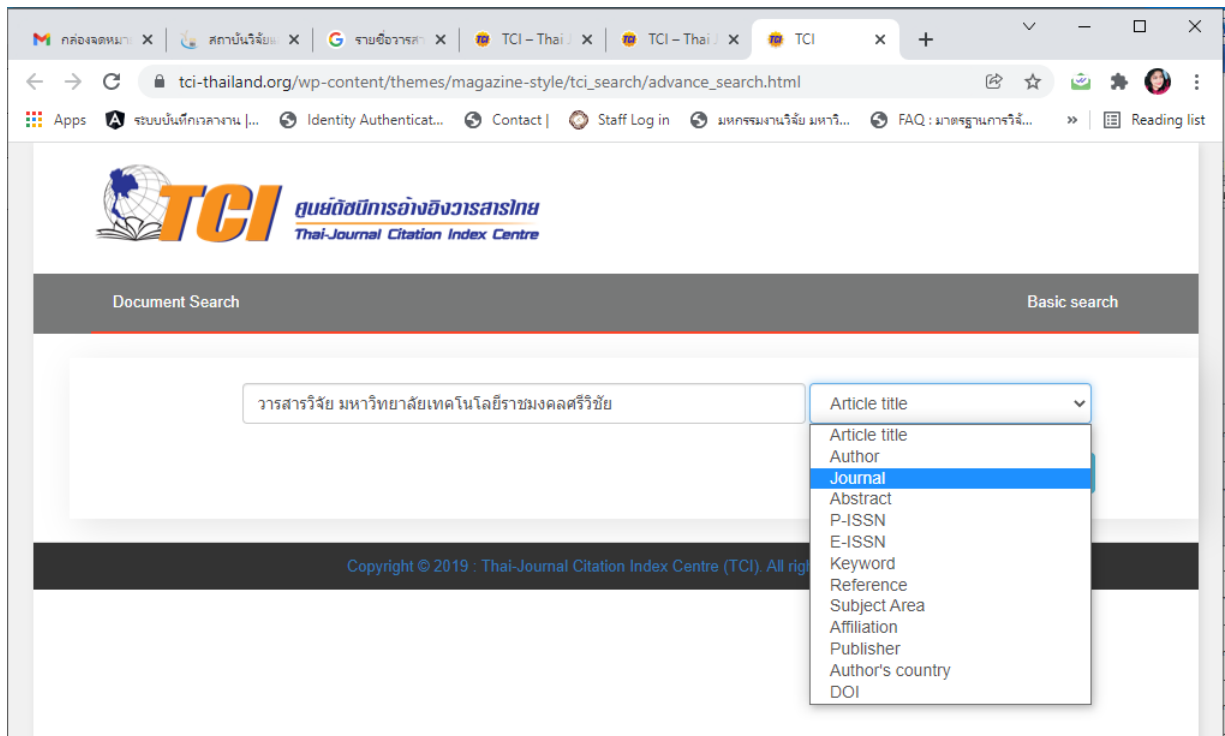 กล่องจดหมา
สถาบันวิจัยแ
รายชื่อวารสา
TCI – Thai J
TCI – Thai J
TCI
tci-thailand.org/wp-content/themes/magazine-style/tci_search/advance_search.html
Apps
ระบบบันทึกเวลางาน |...
Identity Authenticat...
Contact |
Staff Log in
มหกรรมงานวิจัย มหาวิ...
FAQ : มาตรฐานการวิจั...
»
Reading list
TCI
ศูนย์ดัชนีการอ้างอิงวารสารไทย
Thai-Journal Citation Index Centre
Document Search
Basic search
วารสารวิจัย มหาวิทยาลัยเทคโนโลยีราชมงคลศรีวิชัย
Article title
Article title
Author
Journal
Abstract
P-ISSN
E-ISSN
Keyword
Reference
Subject Area
Affiliation
Publisher
Author's country
DOI
Copyright © 2019 : Thai-Journal Citation Index Centre (TCI). All righ